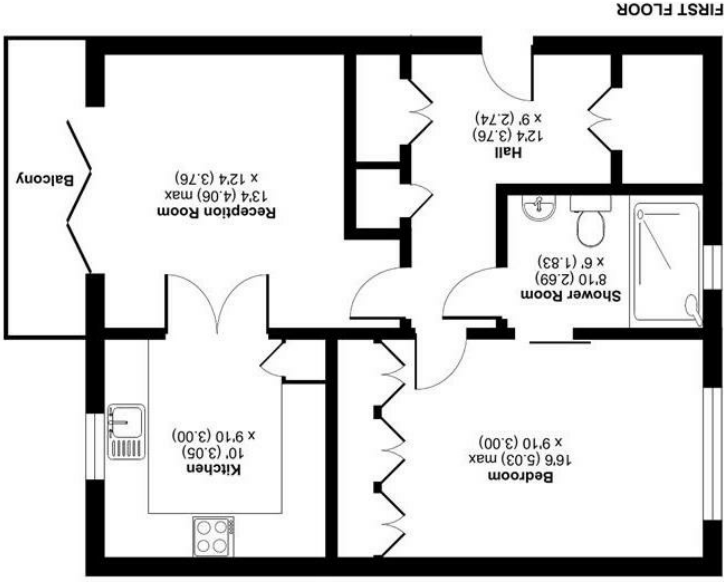 Bedroom
16'6 (5.03) max
x 9'10 (3.00)
Kitchen
10' (3.05)
x 9'10 (3.00)
Shower Room
8'10 (2.69)
x 6' (1.83)
Reception Room
13'4 (4.06) max
x 12'4 (3.76)
Balcony
Hall
12'4 (3.76)
x 9' (2.74)
FIRST FLOOR